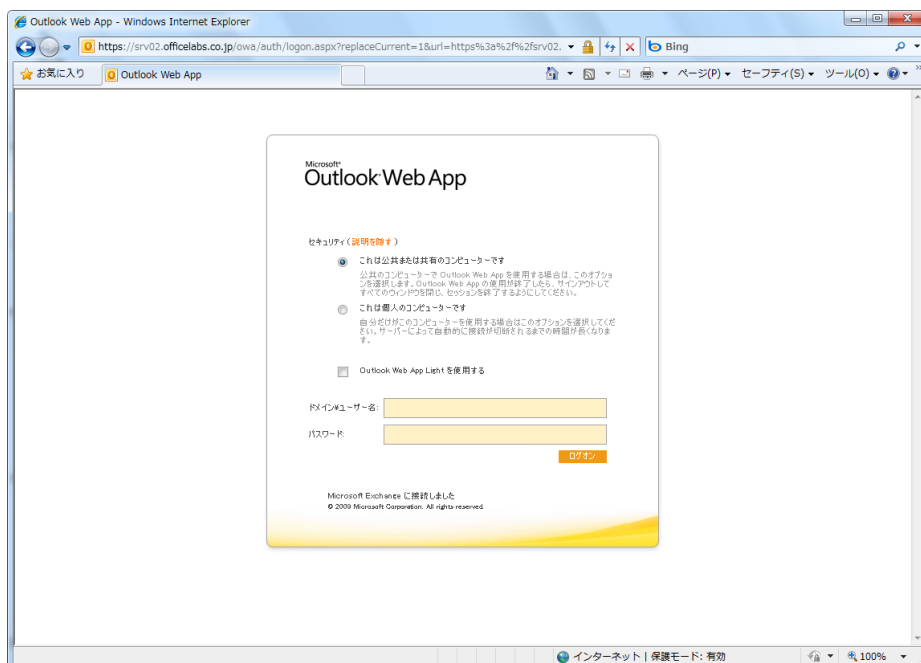 Outlook Web App - Windows Internet Explorer
https://srv02.officelabs.co.jp/owa/auth/logon.aspx?replaceCurrent=1&url=https%3a%2f%2fsrv02.
Bing
お気に入り
Outlook Web App
ページ(P)
セーフティ(S)
ツール(O)
Microsoft®
Outlook Web App
セキュリティ ( 説明を隠す )
これは公共または共有のコンピューターです
公共のコンピューターで Outlook Web App を使用する場合は、このオプショ
ンを選択します。Outlook Web App の使用が終了したら、サインアウトして
すべてのウィンドウを閉じ、セッションを終了するようにしてください。
これは個人のコンピューターです
自分だけがこのコンピューターを使用する場合はこのオプションを選択してくだ
さい。サーバーによって自動的に接続が切断されるまでの時間が長くなりま
す。
Outlook Web App Light を使用する
ドメイン¥ユーザー名:
パスワード:
ログオン
Microsoft Exchange に接続しました
© 2009 Microsoft Corporation. All rights reserved.
インターネット | 保護モード: 有効
100%